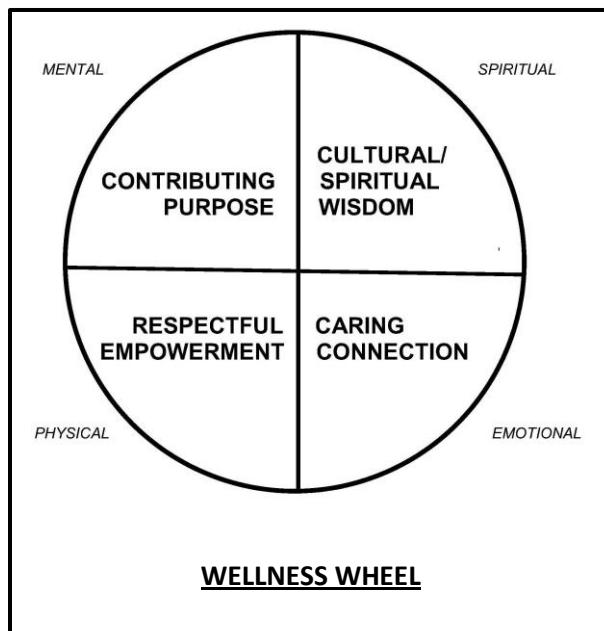 MENTAL
SPIRITUAL
CONTRIBUTING
PURPOSE
CULTURAL/
SPIRITUAL
WISDOM
RESPECTFUL
EMPOWERMENT
CARING
CONNECTION
PHYSICAL
EMOTIONAL
WELLNESS WHEEL